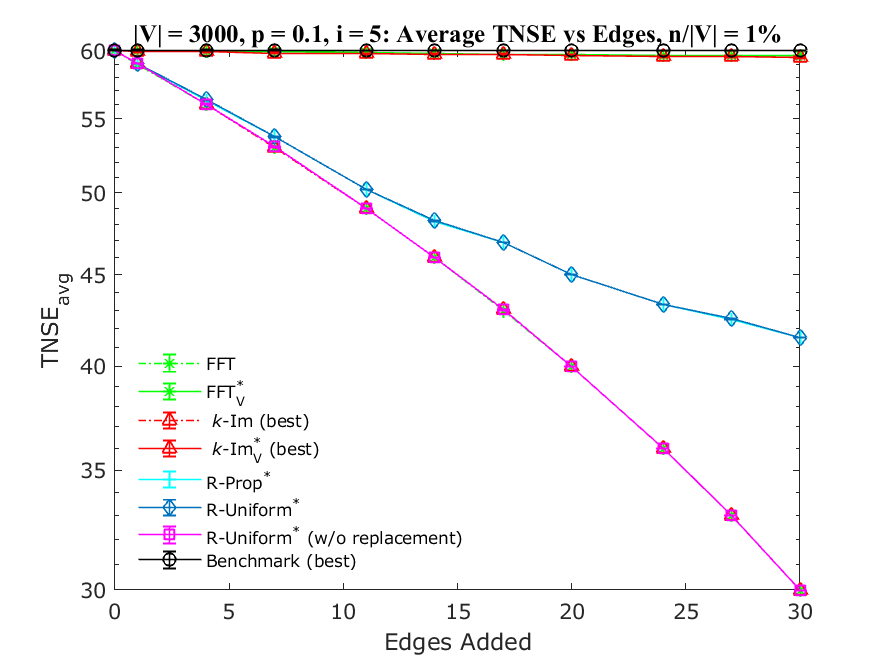 |V| = 3000, p = 0.1, i = 5: Average TNSE vs Edges, n/|V| = 1%
60
55
50
45
40
35
30
TNSE_avg
FFT
FFT*_V
k-Im (best)
k-Im*_V (best)
R-Prop*
R-Uniform*
R-Uniform* (w/o replacement)
Benchmark (best)
0 5 10 15 20 25 30
Edges Added